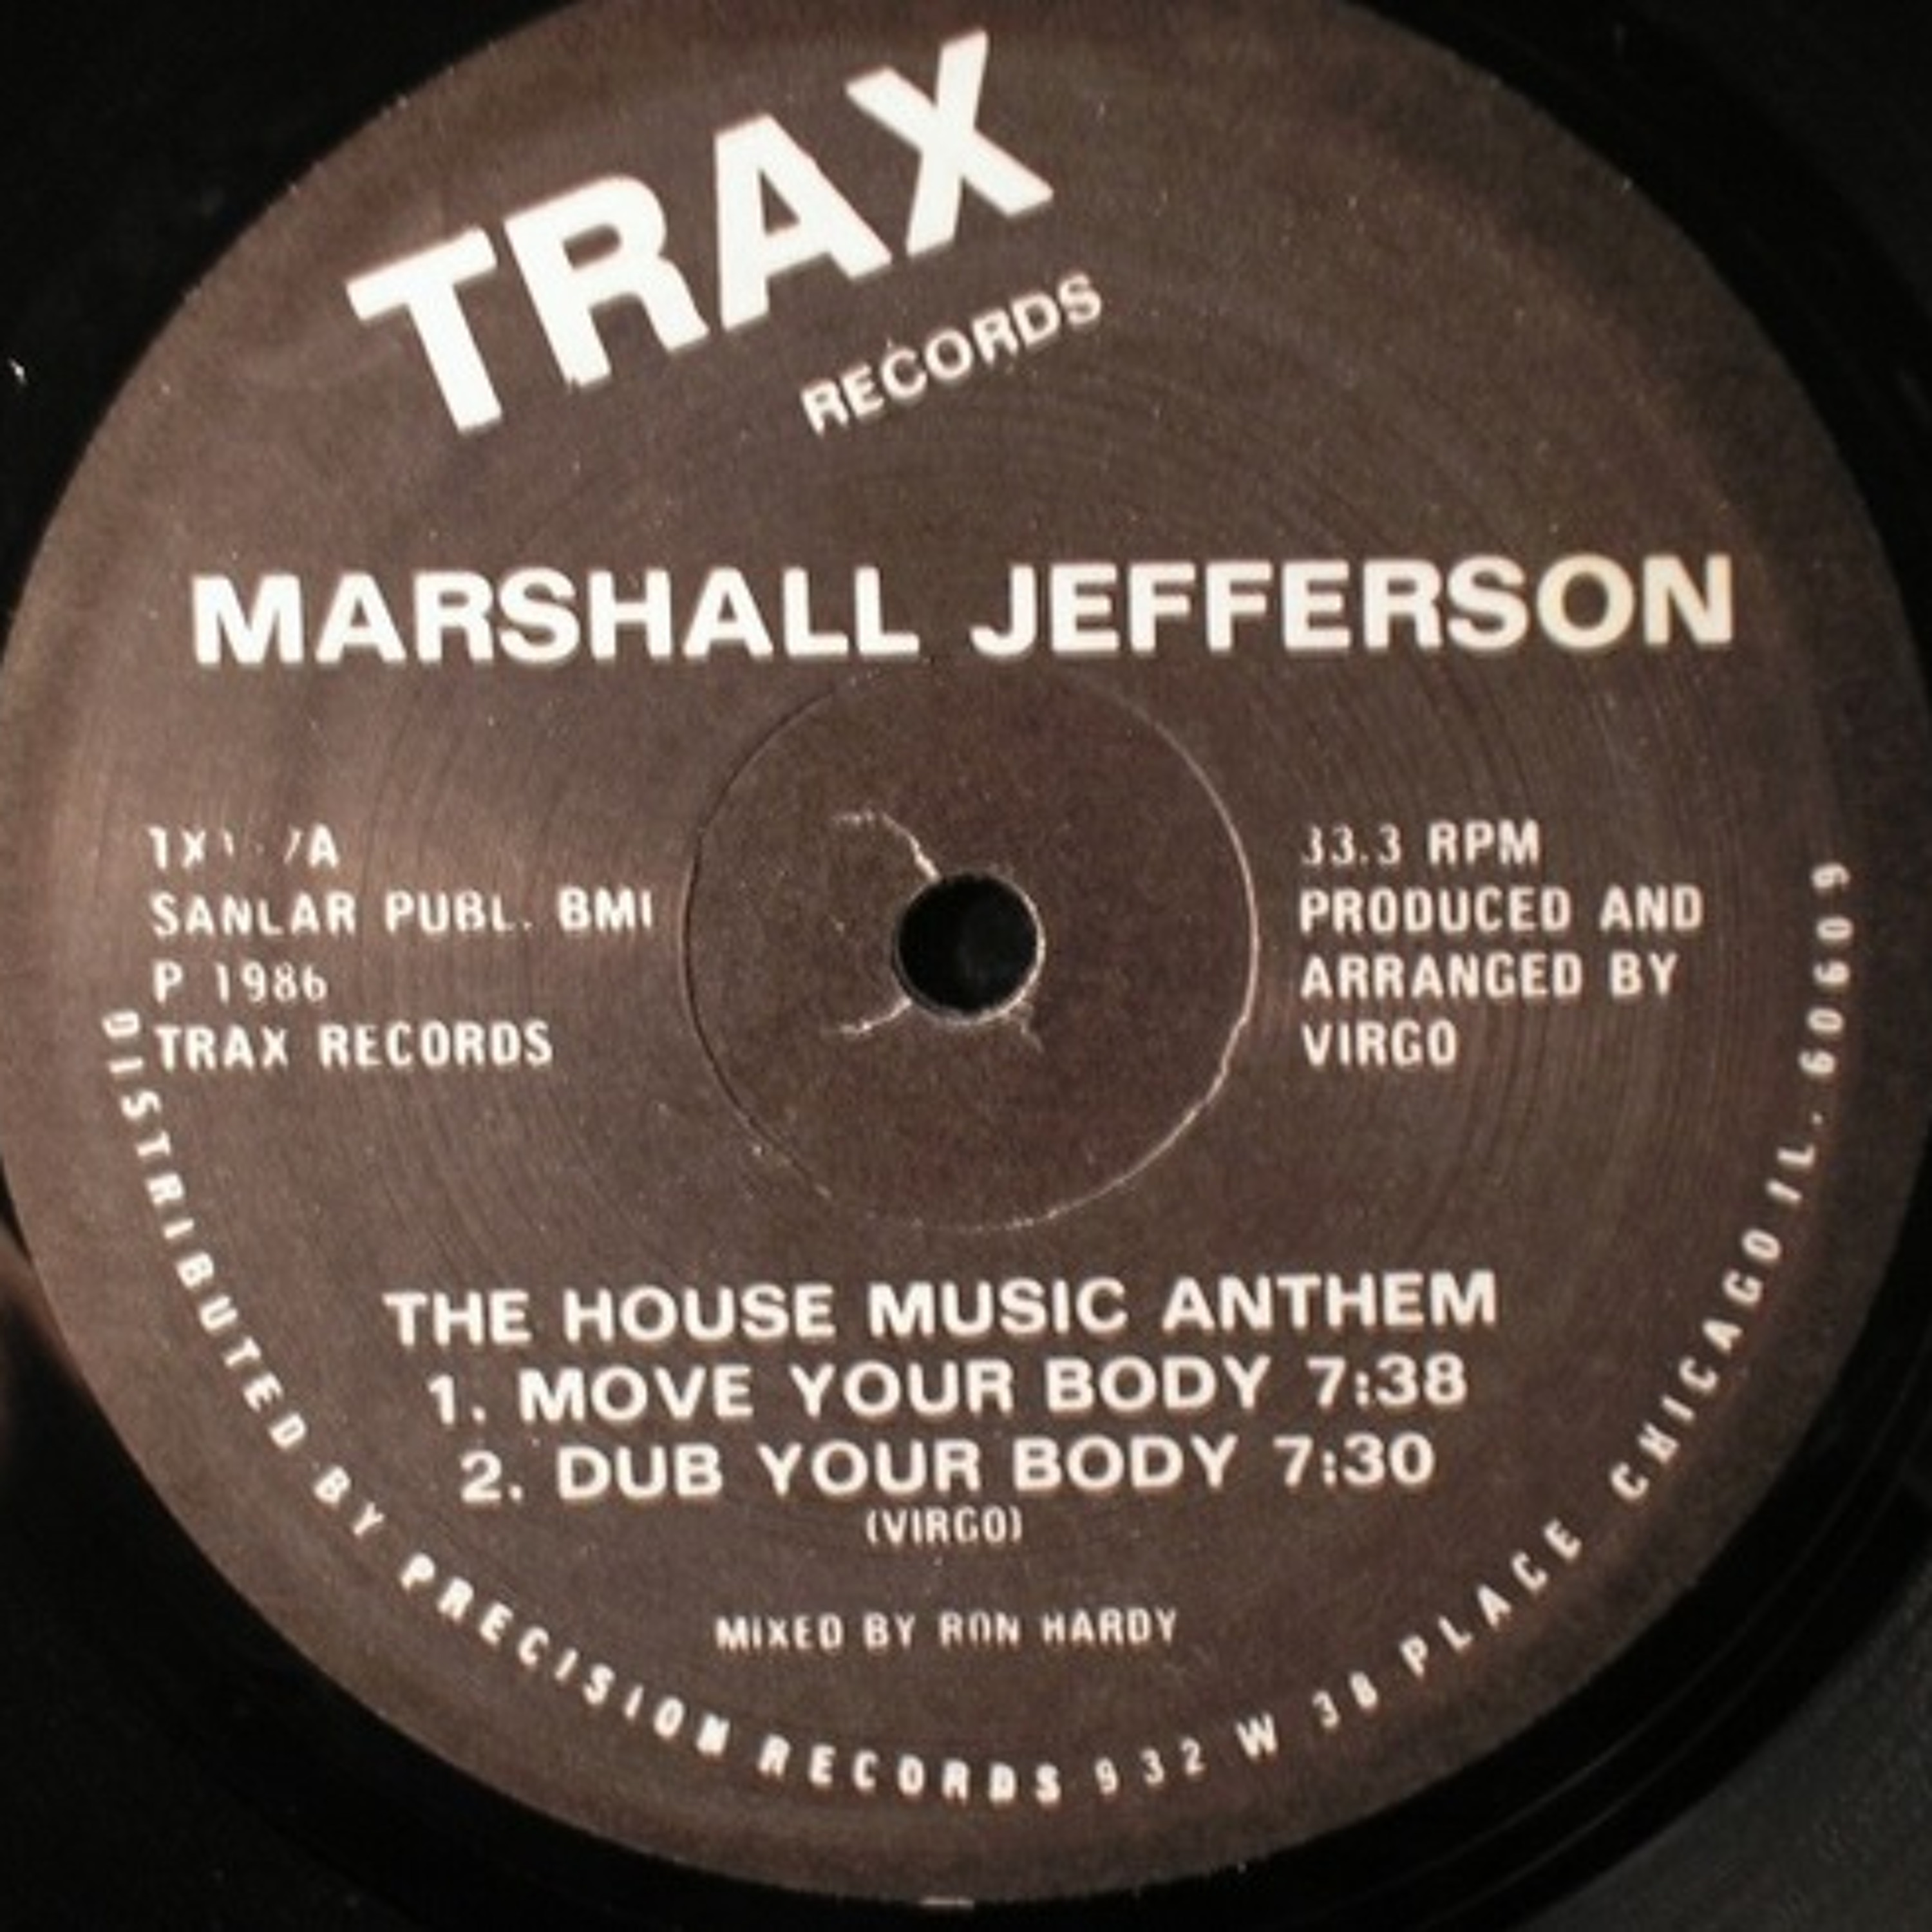 TRAX
RECORDS
MARSHALL JEFFERSON
SANLAR PUBL. BMI
P 1986
TRAX RECORDS
33.3 RPM
PRODUCED AND
ARRANGED BY
VIRGO
THE HOUSE MUSIC ANTHEM
1. MOVE YOUR BODY 7:38
2. DUB YOUR BODY 7:30
(VIRGO)
MIXED BY RON HARDY
DISTRIBUTED BY PRECISION RECORDS 932 W 38 PLACE CHICAGO IL. 60609